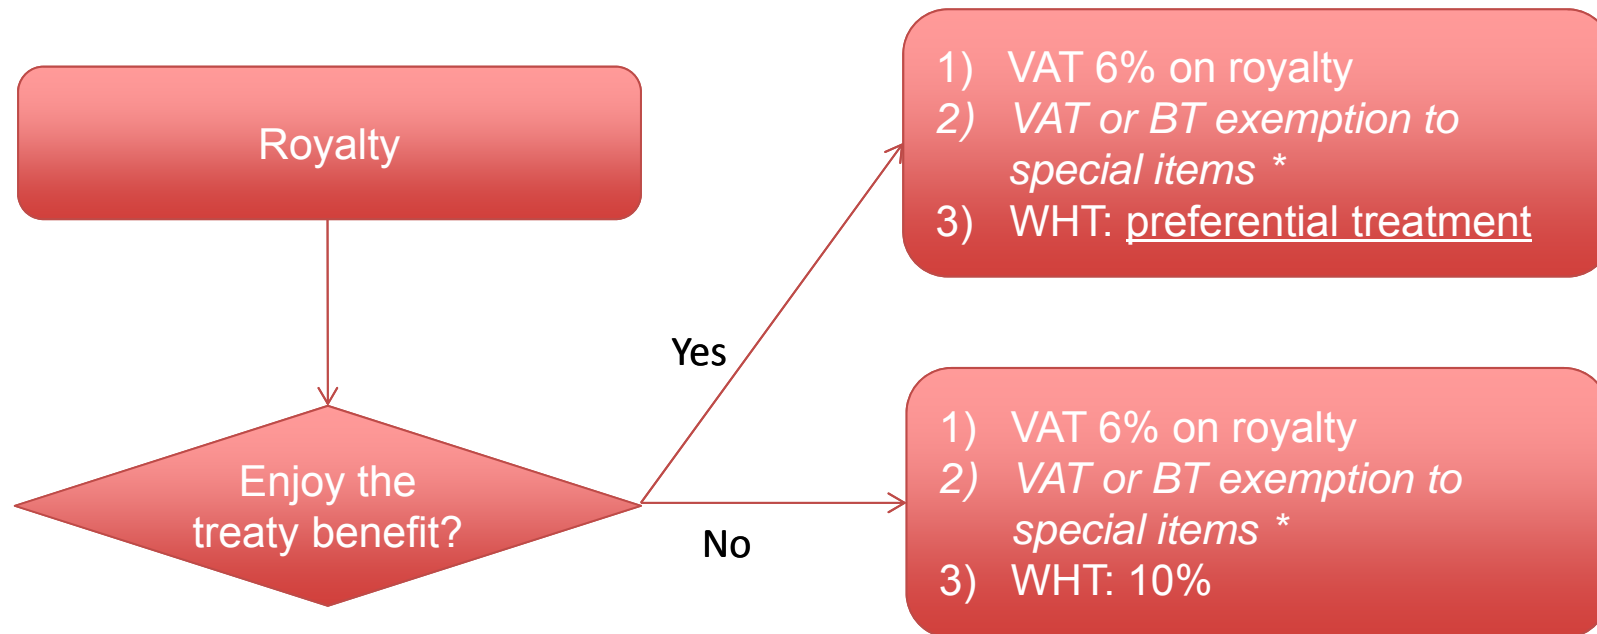 Royalty
Enjoy the
treaty benefit?
Yes
1) VAT 6% on royalty
2) VAT or BT exemption to
special items *
3) WHT: preferential treatment
No
1) VAT 6% on royalty
2) VAT or BT exemption to
special items *
3) WHT: 10%